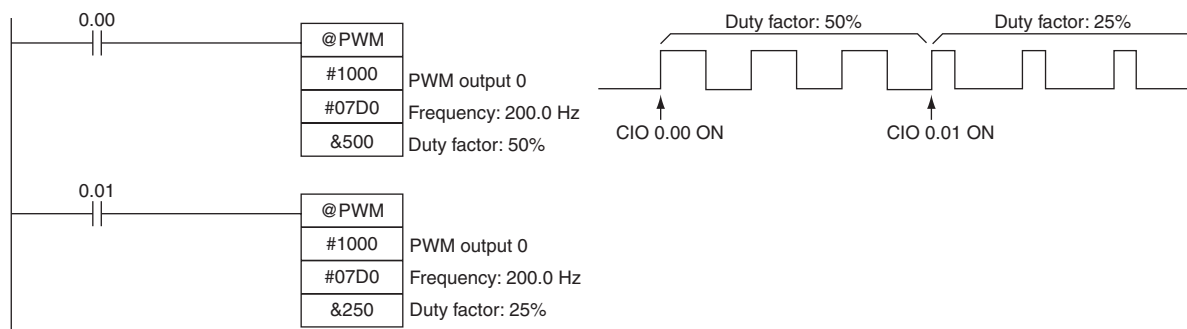 0.00
@PWM
#1000 PWM output 0
#07D0 Frequency: 200.0 Hz
&500 Duty factor: 50%
0.01
@PWM
#1000 PWM output 0
#07D0 Frequency: 200.0 Hz
&250 Duty factor: 25%
Duty factor: 50% Duty factor: 25%
CIO 0.00 ON CIO 0.01 ON